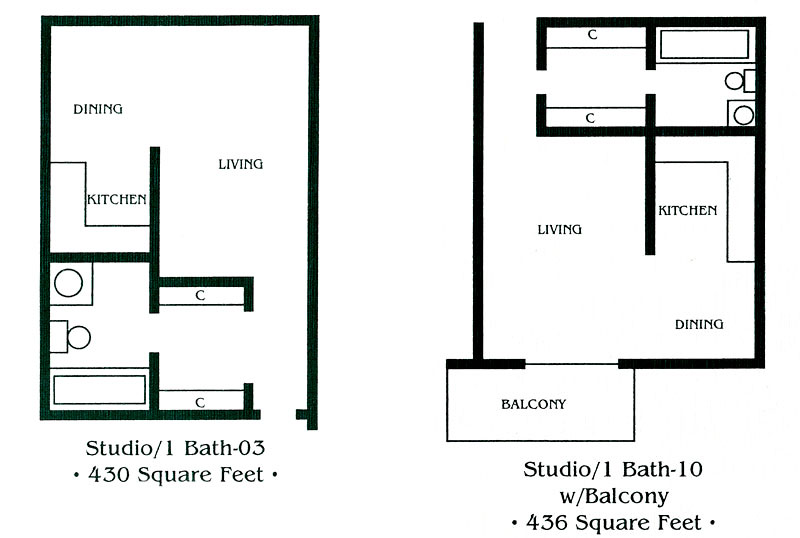 DINING
LIVING
KITCHEN
C
C
Studio/1 Bath-03
• 430 Square Feet •
C
C
LIVING
KITCHEN
DINING
BALCONY
Studio/1 Bath-10
w/Balcony
• 436 Square Feet •